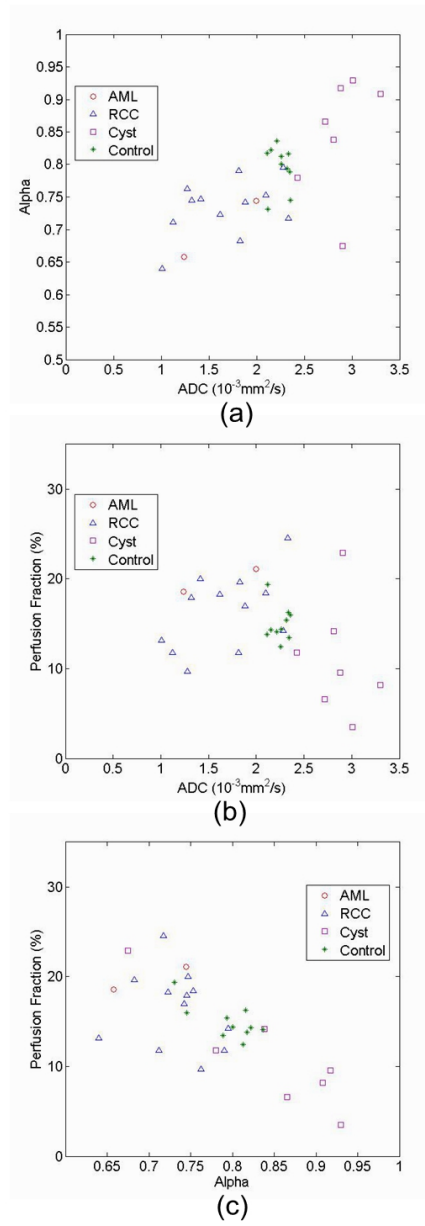 1
0.95
0.9
0.85
0.8
0.75
0.7
0.65
0.6
0.55
0.5
Alpha
AML
RCC
Cyst
Control
0 0.5 1 1.5 2 2.5 3 3.5
ADC (10⁻³mm²/s)
(a)
30
20
10
0
Perfusion Fraction (%)
AML
RCC
Cyst
Control
0 0.5 1 1.5 2 2.5 3 3.5
ADC (10⁻³mm²/s)
(b)
30
20
10
0
Perfusion Fraction (%)
AML
RCC
Cyst
Control
0.65 0.7 0.75 0.8 0.85 0.9 0.95 1
Alpha
(c)